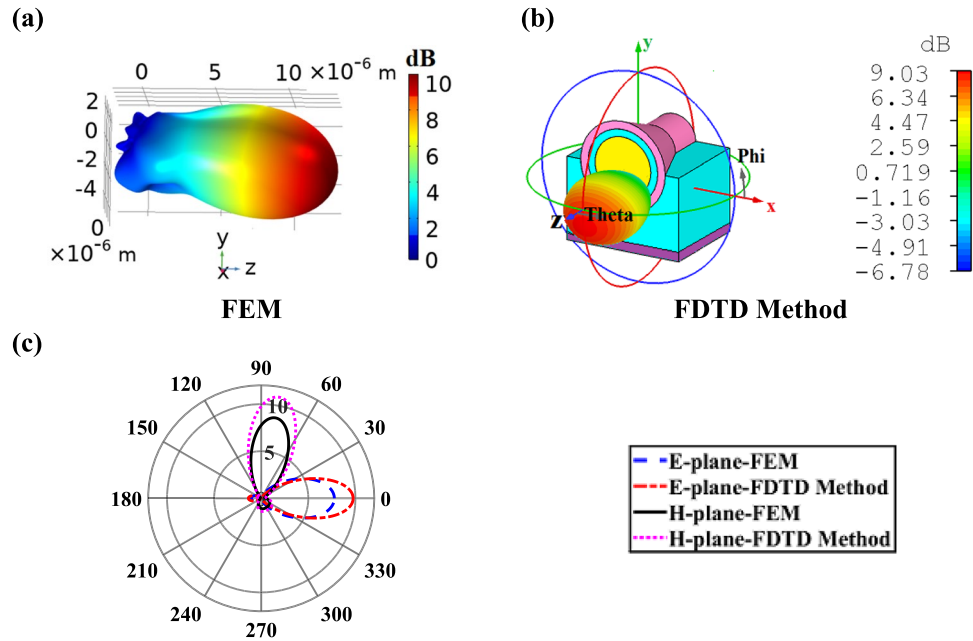 (a)
dB
0 5 10 ×10⁻⁶ m
10
8
6
4
2
0
2
0
-2
-4
0
×10⁻⁶ m
y
x z
FEM
(b)
dB
9.03
6.34
4.47
2.59
0.719
-1.16
-3.03
-4.91
-6.78
y
Phi
x
Z
Theta
FDTD Method
(c)
90
120 60
150 30
180 0
210 330
240 300
270
10
5
E-plane-FEM
E-plane-FDTD Method
H-plane-FEM
H-plane-FDTD Method